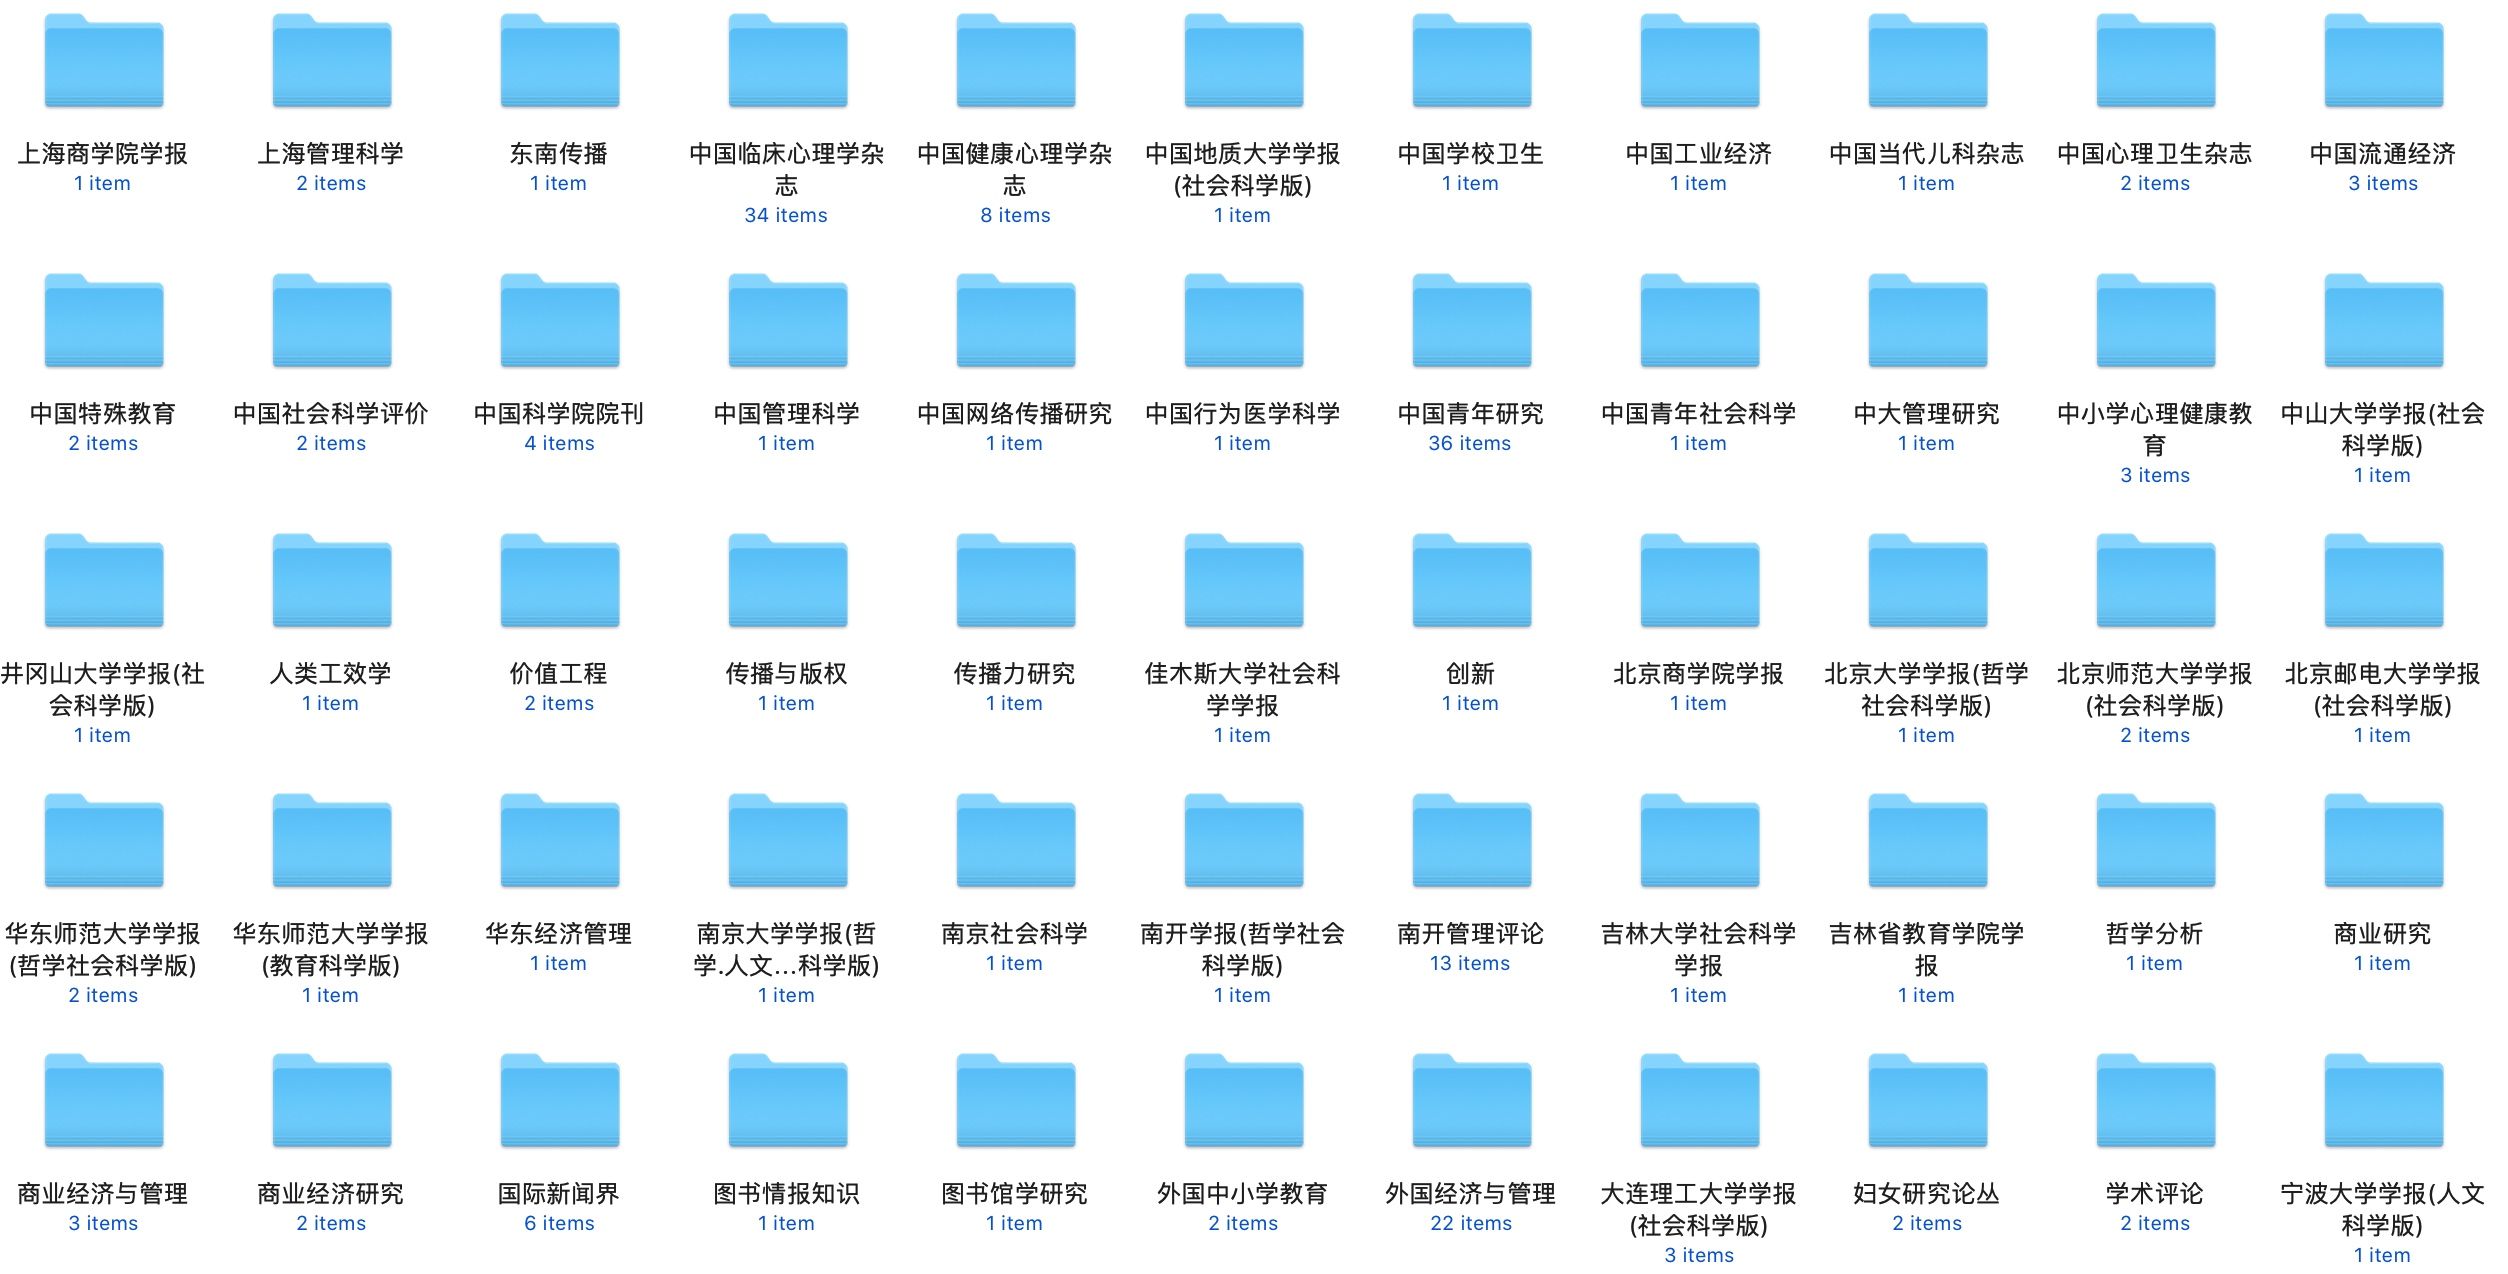 上海商学院学报
1 item
上海管理科学
2 items
东南传播
1 item
中国临床心理学杂
志
34 items
中国健康心理学杂
志
8 items
中国地质大学学报
(社会科学版)
1 item
中国学校卫生
1 item
中国工业经济
1 item
中国当代儿科杂志
1 item
中国心理卫生杂志
2 items
中国流通经济
3 items
中国特殊教育
2 items
中国社会科学评价
2 items
中国科学院院刊
4 items
中国管理科学
1 item
中国网络传播研究
1 item
中国行为医学科学
1 item
中国青年研究
36 items
中国青年社会科学
1 item
中大管理研究
1 item
中小学心理健康教
育
3 items
中山大学学报(社会
科学版)
1 item
井冈山大学学报(社
会科学版)
1 item
人类工效学
1 item
价值工程
2 items
传播与版权
1 item
传播力研究
1 item
佳木斯大学社会科
学学报
1 item
创新
1 item
北京商学院学报
1 item
北京大学学报(哲学
社会科学版)
1 item
北京师范大学学报
(社会科学版)
2 items
北京邮电大学学报
(社会科学版)
1 item
华东师范大学学报
(哲学社会科学版)
2 items
华东师范大学学报
(教育科学版)
1 item
华东经济管理
1 item
南京大学学报(哲
学.人文...科学版)
1 item
南京社会科学
1 item
南开学报(哲学社会
科学版)
1 item
南开管理评论
13 items
吉林大学社会科学
学报
1 item
吉林省教育学院学
报
1 item
哲学分析
1 item
商业研究
1 item
商业经济与管理
3 items
商业经济研究
2 items
国际新闻界
6 items
图书情报知识
1 item
图书馆学研究
1 item
外国中小学教育
2 items
外国经济与管理
22 items
大连理工大学学报
(社会科学版)
3 items
妇女研究论丛
2 items
学术评论
2 items
宁波大学学报(人文
科学版)
1 item